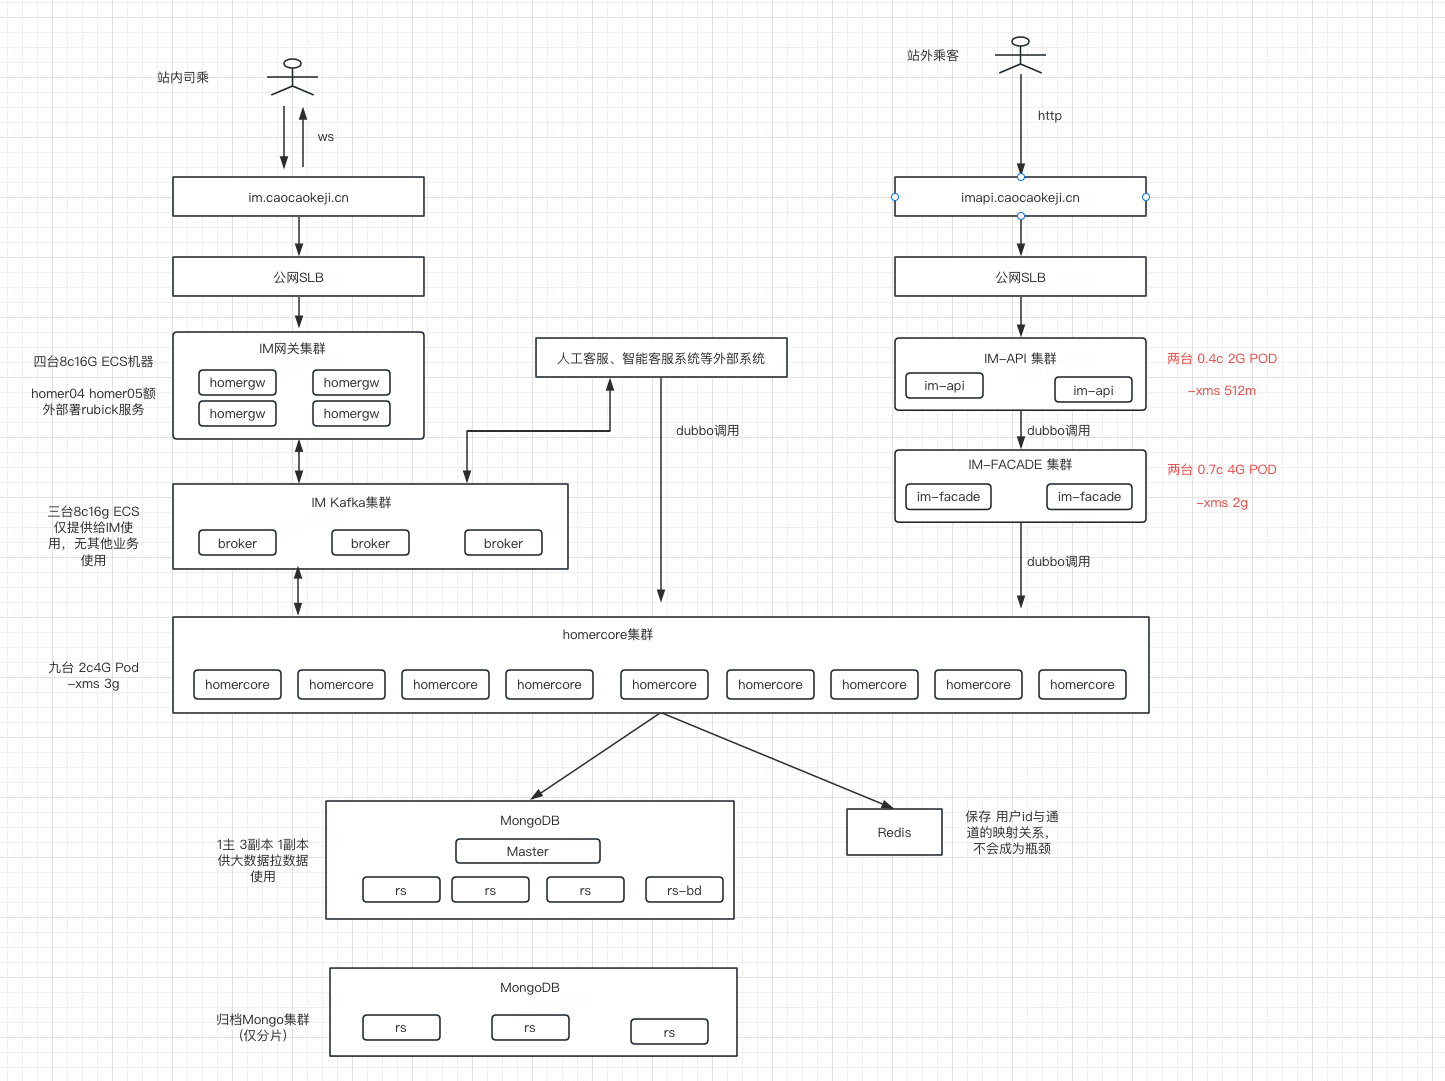 站内司乘
站外乘客
http
ws
im.caocaokeji.cn
imapi.caocaokeji.cn
公网SLB
公网SLB
IM网关集群
homergw
homergw
homergw
homergw
四台8c16G ECS机器
homer04 homer05额
外部署rubick服务
人工客服、智能客服系统等外部系统
dubbo调用
IM-API 集群
im-api
im-api
两台 0.4c 2G POD
-xms 512m
dubbo调用
IM-FACADE 集群
im-facade
im-facade
两台 0.7c 4G POD
-xms 2g
dubbo调用
IM Kafka集群
broker
broker
broker
三台8c16g ECS
仅提供给IM使
用，无其他业务
使用
homercore集群
homercore
homercore
homercore
homercore
homercore
homercore
homercore
homercore
homercore
九台 2c4G Pod
-xms 3g
MongoDB
Master
rs
rs
rs
rs-bd
1主 3副本 1副本
供大数据拉数据
使用
Redis
保存 用户id与通
道的映射关系，
不会成为瓶颈
MongoDB
rs
rs
rs
归档Mongo集群
(仅分片)